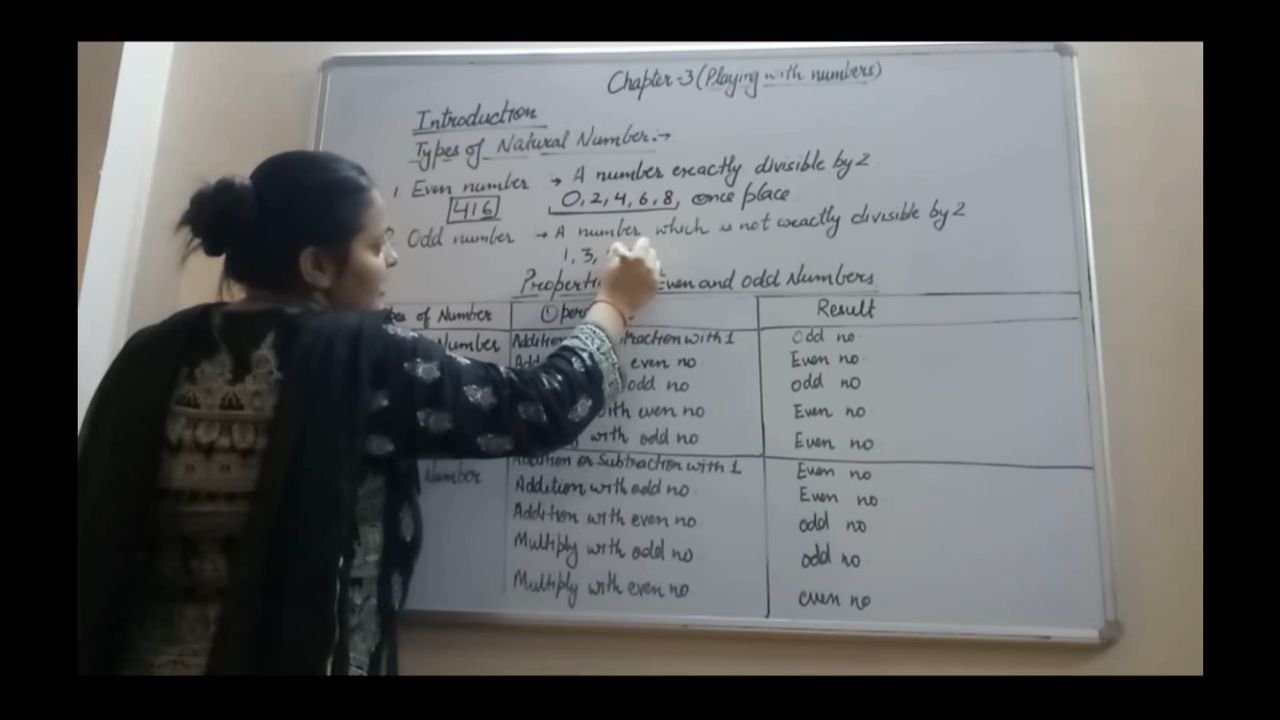 Chapter-3 (Playing with numbers)
Introduction
Types of Natural Number:→
1. Even number → A number exactly divisible by 2
416 0, 2, 4, 6, 8, once place
Odd number → A number which is not exactly divisible by 2
1, 3,
Even and odd Numbers
of Number Result
Number with 1 Odd no
even no Even no
odd no odd no
with even no Even no
with odd no Even no
Number Addition or Subtraction with 1 Even no
Addition with odd no Even no
Addition with even no odd no
Multiply with odd no odd no
Multiply with even no even no